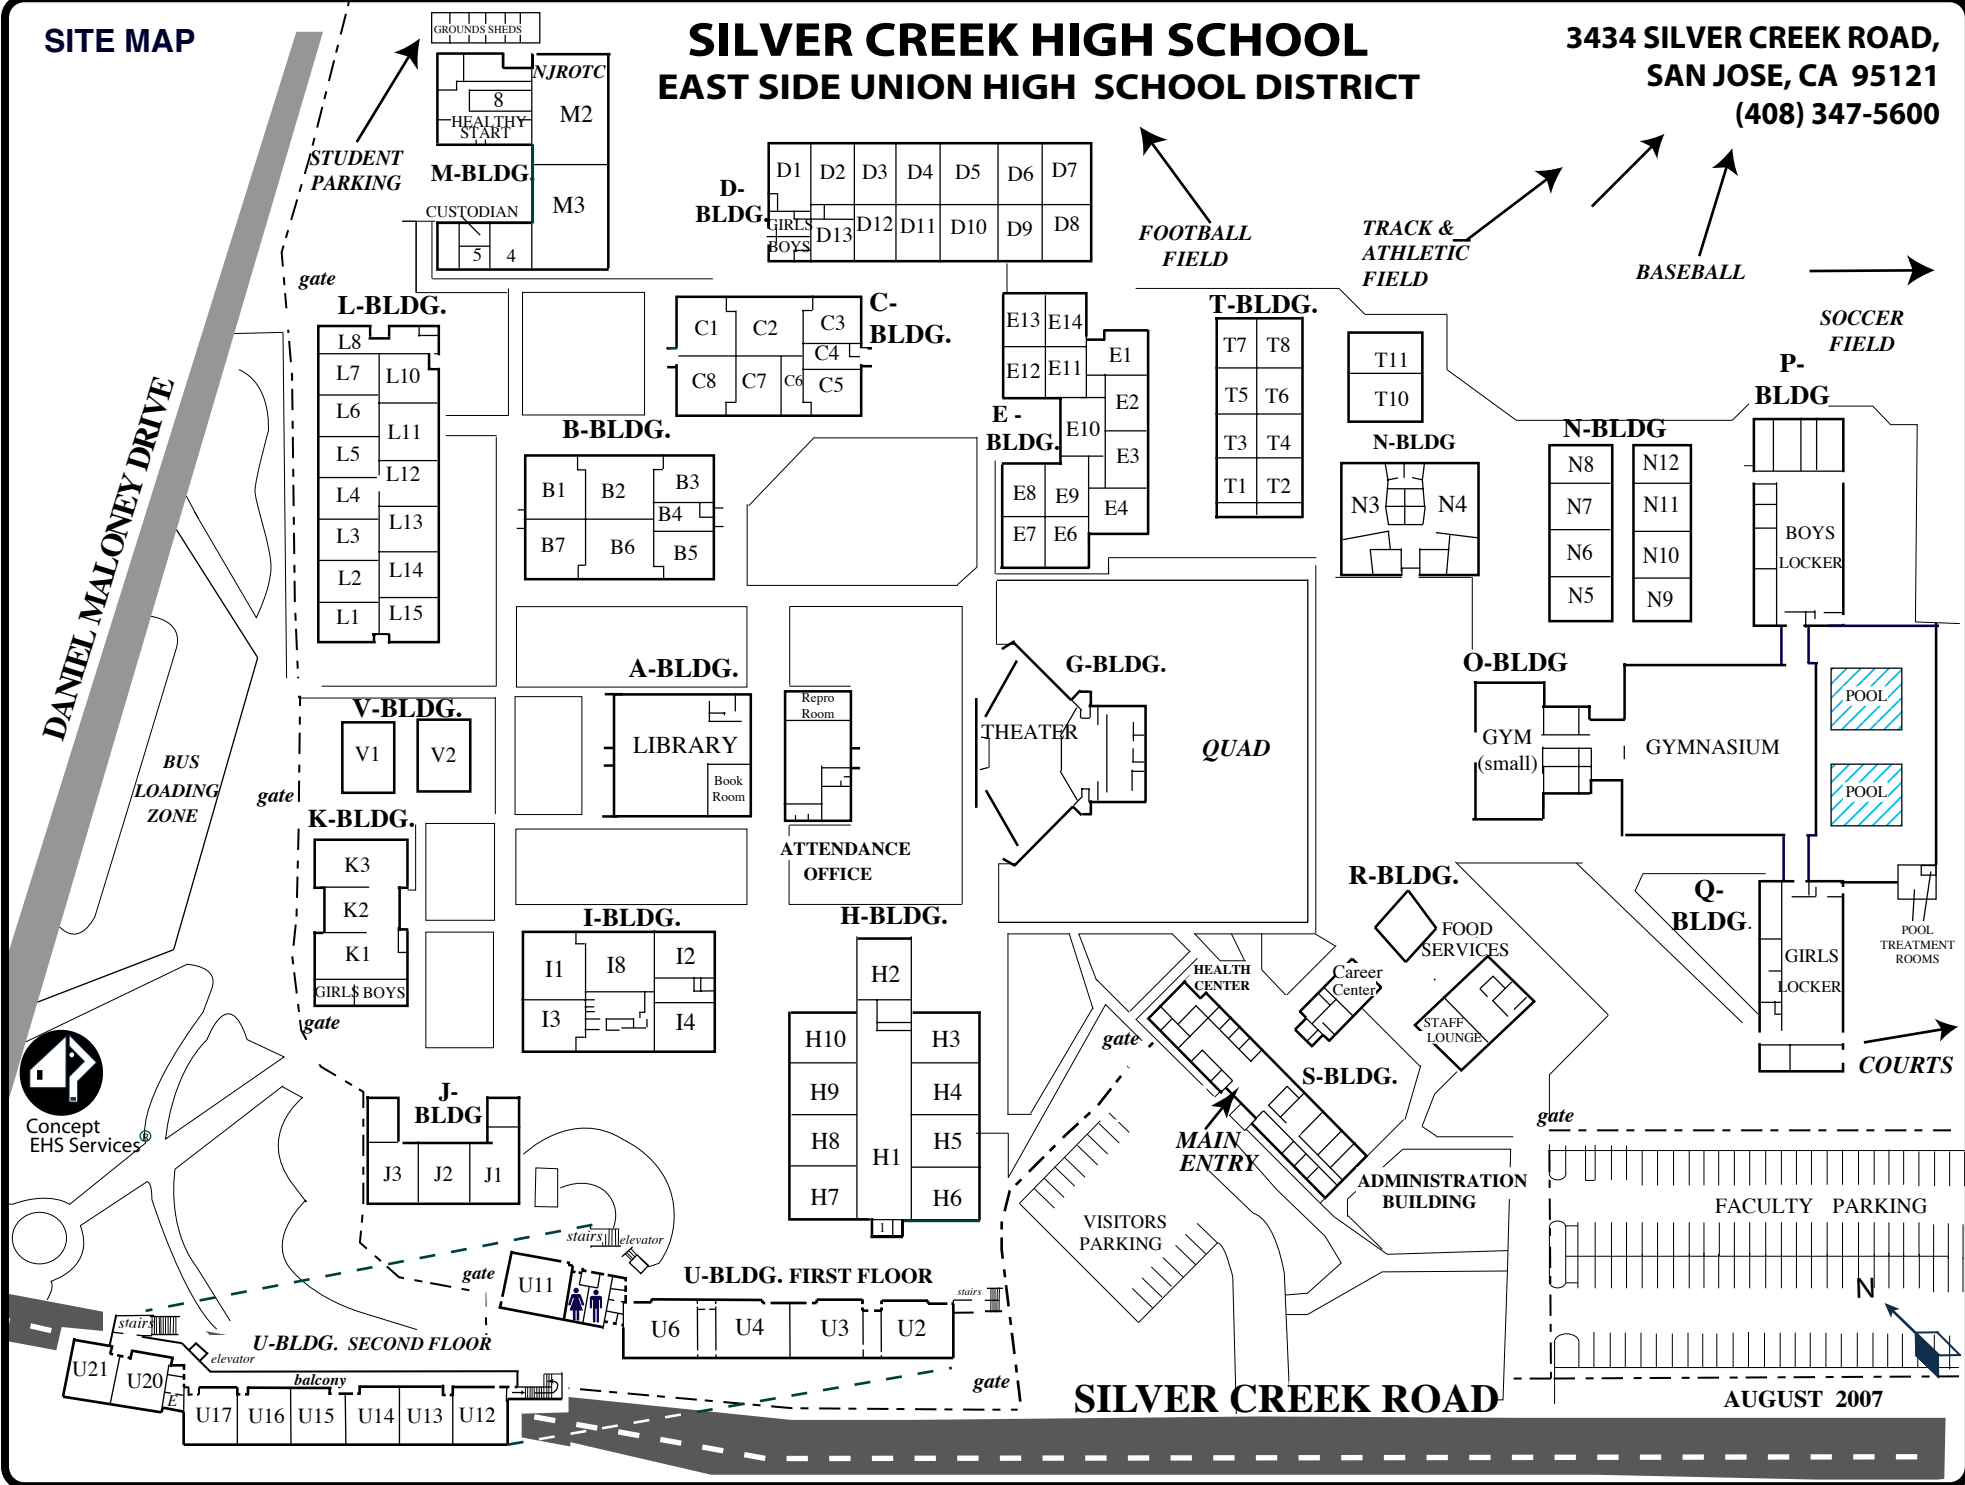 SITE MAP
SILVER CREEK HIGH SCHOOL
EAST SIDE UNION HIGH SCHOOL DISTRICT
3434 SILVER CREEK ROAD,
SAN JOSE, CA 95121
(408) 347-5600
GROUNDS SHEDS
NJROTC
8
HEALTHY
START
M2
STUDENT
PARKING
M-BLDG.
M3
CUSTODIAN
5
4
D-
BLDG.
D1
D2
D3
D4
D5
D6
D7
GIRLS
BOYS
D13
D12
D11
D10
D9
D8
FOOTBALL
FIELD
TRACK &
ATHLETIC
FIELD
BASEBALL
SOCCER
FIELD
gate
L-BLDG.
L8
L7
L6
L5
L4
L3
L2
L1
L10
L11
L12
L13
L14
L15
C-
BLDG.
C1
C2
C3
C4
C8
C7
C6
C5
B-BLDG.
B1
B2
B3
B4
B7
B6
B5
E13
E14
E1
E12
E11
E2
E -
BLDG.
E10
E3
E8
E9
E4
E7
E6
T-BLDG.
T7
T8
T5
T6
T3
T4
T1
T2
T11
T10
N-BLDG
N3
N4
N-BLDG
N8
N7
N6
N5
N12
N11
N10
N9
P-
BLDG
BOYS
LOCKER
DANIEL MALONEY DRIVE
BUS
LOADING
ZONE
gate
V-BLDG.
V1
V2
A-BLDG.
LIBRARY
Book
Room
Repro
Room
ATTENDANCE
OFFICE
G-BLDG.
THEATER
QUAD
O-BLDG
GYM
(small)
GYMNASIUM
POOL
POOL
K-BLDG.
K3
K2
K1
GIRLS
BOYS
gate
I-BLDG.
I1
I8
I2
I3
I4
H-BLDG.
H2
H10
H3
H9
H4
H8
H5
H1
H7
H6
1
R-BLDG.
FOOD
SERVICES
HEALTH
CENTER
Career
Center
STAFF
LOUNGE
gate
S-BLDG.
MAIN
ENTRY
ADMINISTRATION
BUILDING
Q-
BLDG.
GIRLS
LOCKER
POOL
TREATMENT
ROOMS
COURTS
gate
Concept
EHS Services®
J-
BLDG
J3
J2
J1
VISITORS
PARKING
FACULTY PARKING
stairs
elevator
gate
U11
U-BLDG. FIRST FLOOR
stairs
U6
U4
U3
U2
N
stairs
U-BLDG. SECOND FLOOR
elevator
U21
U20
E
balcony
U17
U16
U15
U14
U13
U12
gate
SILVER CREEK ROAD
AUGUST 2007